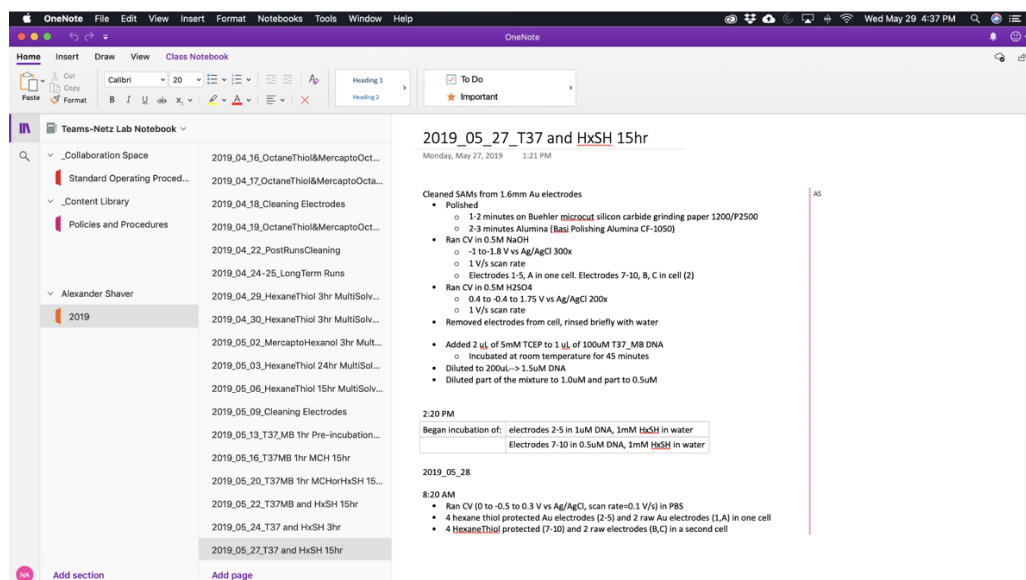 OneNote File Edit View Insert Format Notebooks Tools Window Help
Wed May 29 4:37 PM
OneNote
Home Insert Draw View Class Notebook
Paste
Cut
Copy
Format
Calibri 20
B I U ab X
A
Heading 1
Heading 2
To Do
Important
Teams-Netz Lab Notebook
_Collaboration Space
Standard Operating Proced...
_Content Library
Policies and Procedures
Alexander Shaver
2019
NA
Add section
2019_04_16_OctaneThiol&MercaptoOct...
2019_04_17_OctaneThiol&MercaptoOcta...
2019_04_18_Cleaning Electrodes
2019_04_19_OctaneThiol&MercaptoOct...
2019_04_22_PostRunsCleaning
2019_04_24-25_LongTerm Runs
2019_04_29_HexaneThiol 3hr MultiSolv...
2019_04_30_HexaneThiol 3hr MultiSolv...
2019_05_02_MercaptoHexanol 3hr Mult...
2019_05_03_HexaneThiol 24hr MultiSol...
2019_05_06_HexaneThiol 15hr MultiSolv...
2019_05_09_Cleaning Electrodes
2019_05_13_T37_MB 1hr Pre-incubation...
2019_05_16_T37MB 1hr MCH 15hr
2019_05_20_T37MB 1hr MCHorHxSH 15...
2019_05_22_T37MB and HxSH 15hr
2019_05_24_T37 and HxSH 3hr
2019_05_27_T37 and HxSH 15hr
Add page
2019_05_27_T37 and HxSH 15hr
Monday, May 27, 2019 1:21 PM
Cleaned SAMs from 1.6mm Au electrodes
• Polished
○ 1-2 minutes on Buehler microcut silicon carbide grinding paper 1200/P2500
○ 2-3 minutes Alumina (Basi Polishing Alumina CF-1050)
• Ran CV in 0.5M NaOH
○ -1 to-1.8 V vs Ag/AgCl 300x
○ 1 V/s scan rate
○ Electrodes 1-5, A in one cell. Electrodes 7-10, B, C in cell (2)
• Ran CV in 0.5M H2SO4
○ 0.4 to -0.4 to 1.75 V vs Ag/AgCl 200x
○ 1 V/s scan rate
• Removed electrodes from cell, rinsed briefly with water
• Added 2 uL of 5mM TCEP to 1 uL of 100uM T37_MB DNA
○ Incubated at room temperature for 45 minutes
• Diluted to 200uL--> 1.5uM DNA
• Diluted part of the mixture to 1.0uM and part to 0.5uM
2:20 PM
Began incubation of: electrodes 2-5 in 1uM DNA, 1mM HxSH in water
Electrodes 7-10 in 0.5uM DNA, 1mM HxSH in water
2019_05_28
8:20 AM
• Ran CV (0 to -0.5 to 0.3 V vs Ag/AgCl, scan rate=0.1 V/s) in PBS
• 4 hexane thiol protected Au electrodes (2-5) and 2 raw Au electrodes (1,A) in one cell
• 4 HexaneThiol protected (7-10) and 2 raw electrodes (B,C) in a second cell
AS